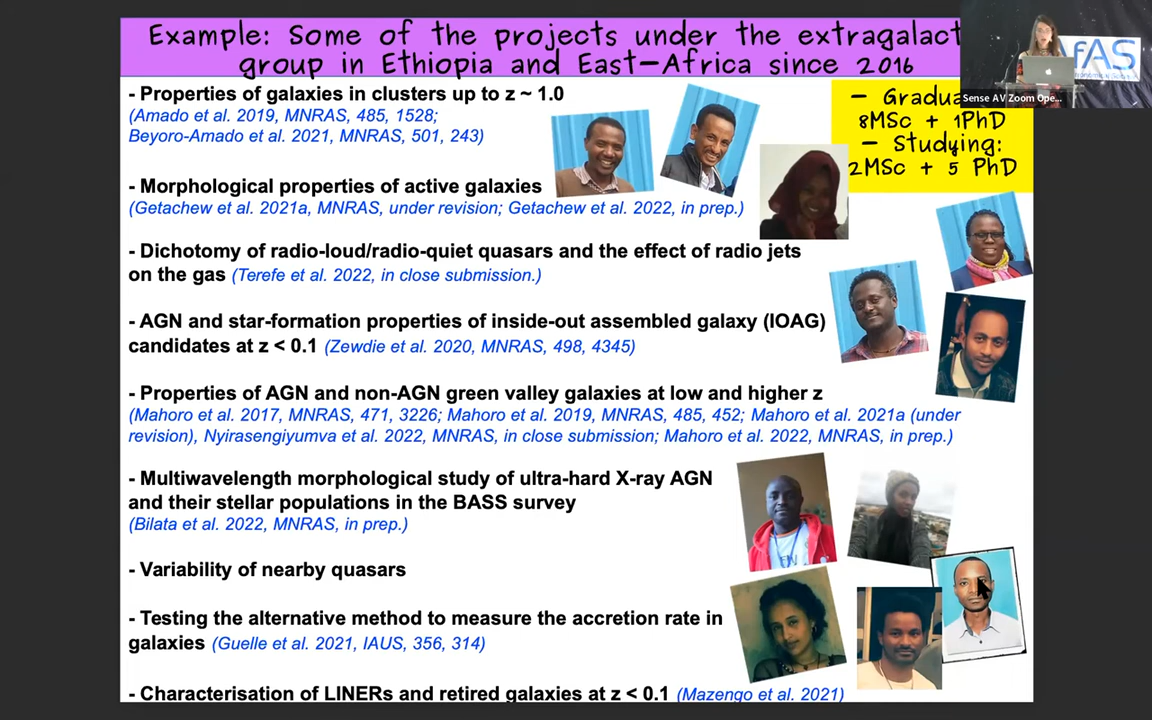 Example: Some of the projects under the extragalact
group in Ethiopia and East-Africa since 2016
- Properties of galaxies in clusters up to z ~ 1.0
(Amado et al. 2019, MNRAS, 485, 1528;
Beyoro-Amado et al. 2021, MNRAS, 501, 243)
- Gradua
8MSc + 1PhD
- Studying:
2MSc + 5 PhD
AfAS
Sense AV Zoom Ope...
- Morphological properties of active galaxies
(Getachew et al. 2021a, MNRAS, under revision; Getachew et al. 2022, in prep.)
- Dichotomy of radio-loud/radio-quiet quasars and the effect of radio jets
on the gas (Terefe et al. 2022, in close submission.)
- AGN and star-formation properties of inside-out assembled galaxy (IOAG)
candidates at z < 0.1 (Zewdie et al. 2020, MNRAS, 498, 4345)
- Properties of AGN and non-AGN green valley galaxies at low and higher z
(Mahoro et al. 2017, MNRAS, 471, 3226; Mahoro et al. 2019, MNRAS, 485, 452; Mahoro et al. 2021a (under
revision), Nyirasengiyumva et al. 2022, MNRAS, in close submission; Mahoro et al. 2022, MNRAS, in prep.)
- Multiwavelength morphological study of ultra-hard X-ray AGN
and their stellar populations in the BASS survey
(Bilata et al. 2022, MNRAS, in prep.)
- Variability of nearby quasars
- Testing the alternative method to measure the accretion rate in
galaxies (Guelle et al. 2021, IAUS, 356, 314)
- Characterisation of LINERs and retired galaxies at z < 0.1 (Mazengo et al. 2021)